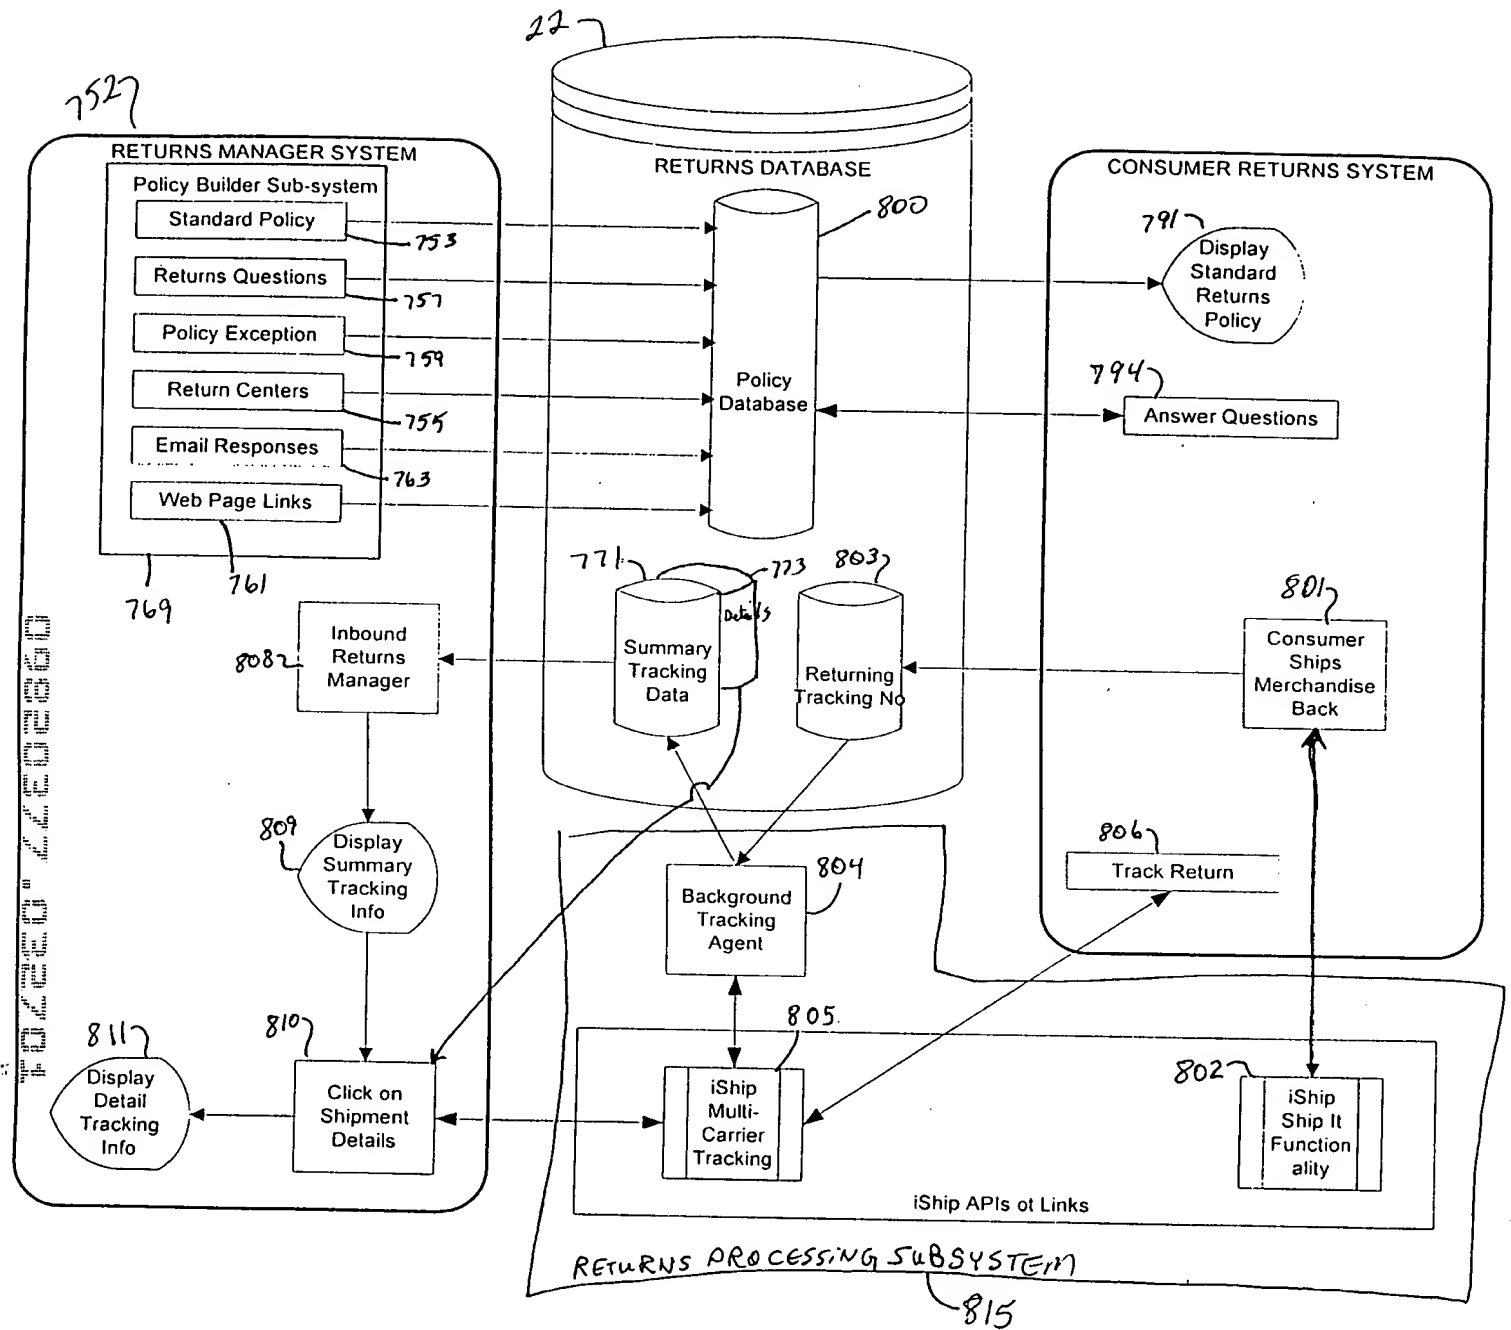 22
752
RETURNS MANAGER SYSTEM
Policy Builder Sub-system
Standard Policy
753
Returns Questions
757
Policy Exception
759
Return Centers
755
Email Responses
763
Web Page Links
761
769
RETURNS DATABASE
800
Policy
Database
CONSUMER RETURNS SYSTEM
791
Display
Standard
Returns
Policy
794
Answer Questions
771
773
Details
Summary
Tracking
Data
803
Returning
Tracking No
801
Consumer
Ships
Merchandise
Back
808
Inbound
Returns
Manager
809
Display
Summary
Tracking
Info
804
Background
Tracking
Agent
806
Track Return
811
Display
Detail
Tracking
Info
810
Click on
Shipment
Details
805
iShip
Multi-
Carrier
Tracking
802
iShip
Ship It
Function
ality
iShip APIs ot Links
RETURNS PROCESSING SUBSYSTEM
815